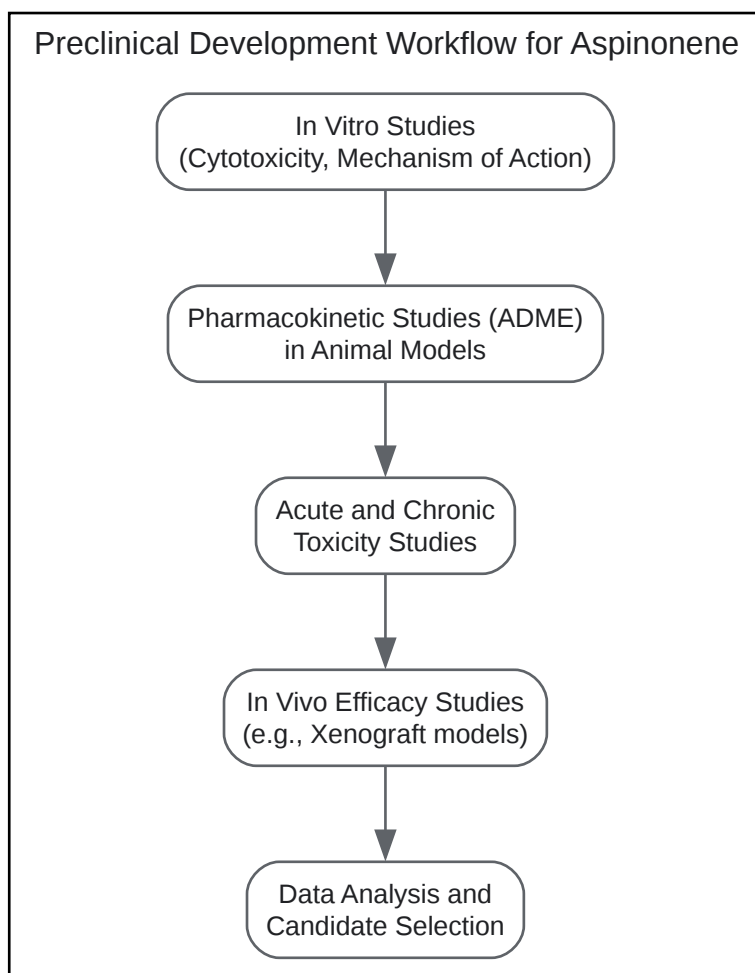 Preclinical Development Workflow for Aspinonene
In Vitro Studies
(Cytotoxicity, Mechanism of Action)
Pharmacokinetic Studies (ADME)
in Animal Models
Acute and Chronic
Toxicity Studies
In Vivo Efficacy Studies
(e.g., Xenograft models)
Data Analysis and
Candidate Selection